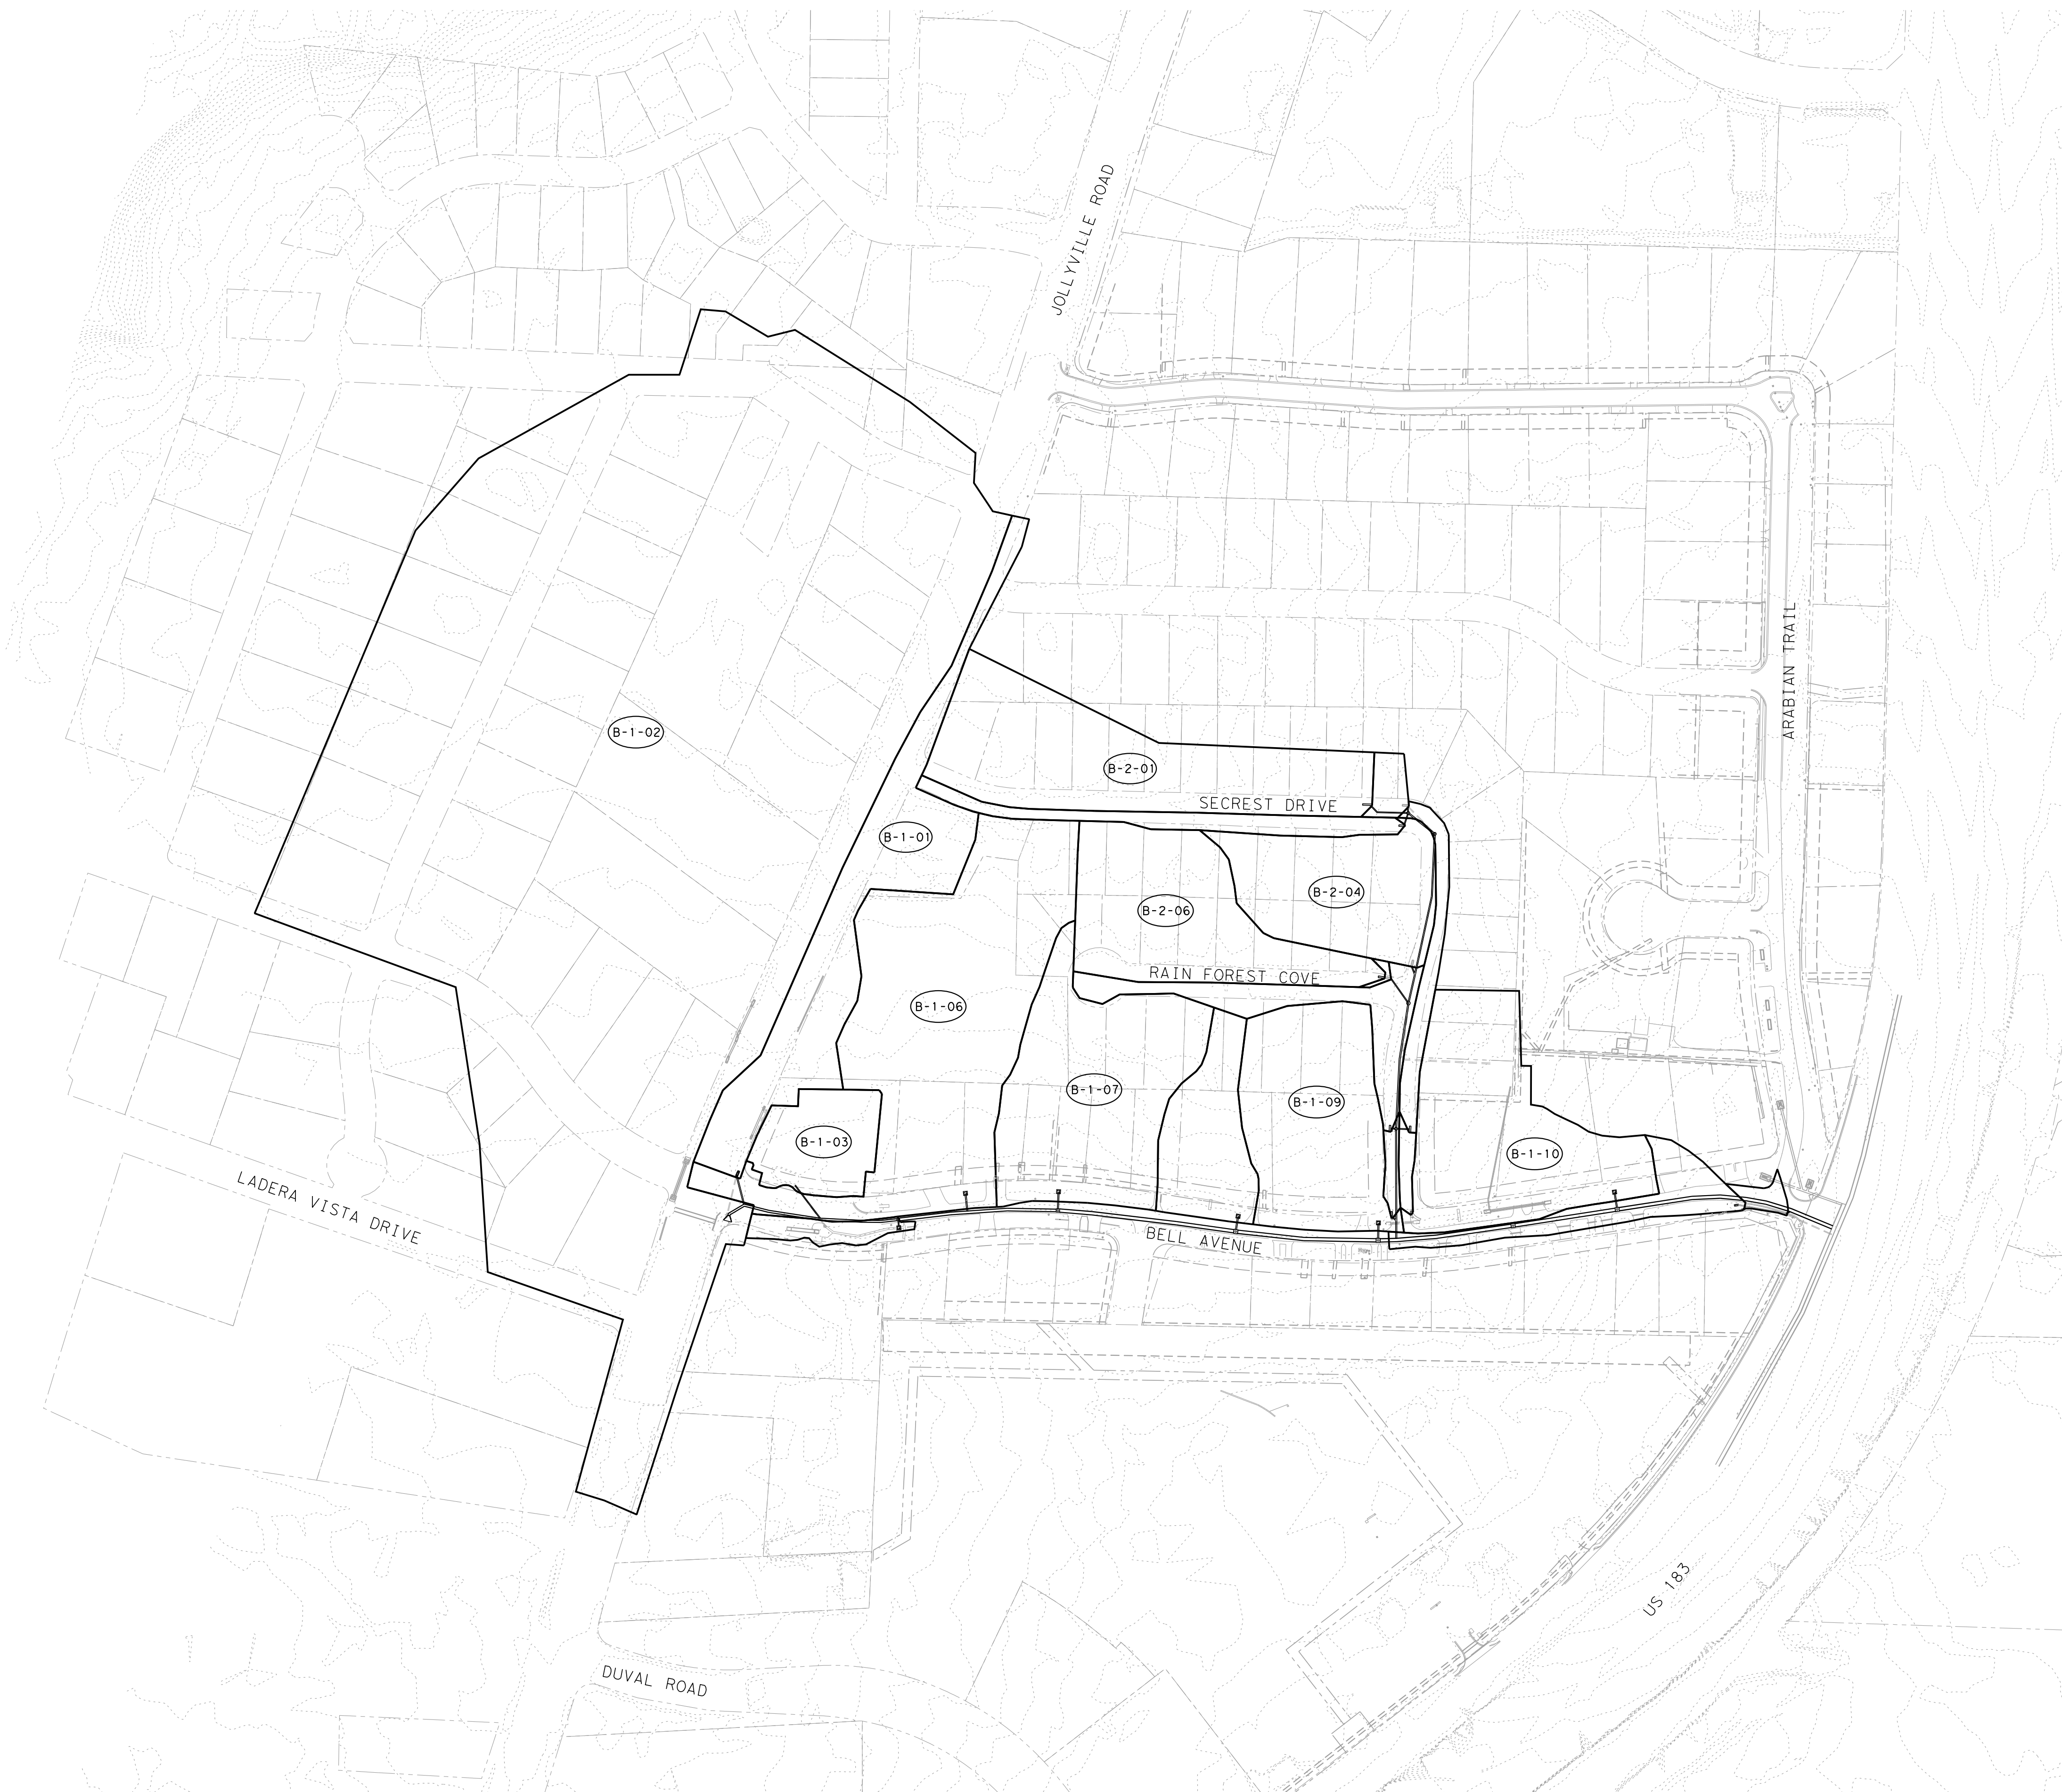 JOLLYVILLE ROAD
ARABIAN TRAIL
B-1-02
B-2-01
SECREST DRIVE
B-1-01
B-2-04
B-2-06
RAIN FOREST COVE
B-1-06
B-1-07
B-1-09
B-1-03
B-1-10
LADERA VISTA DRIVE
BELL AVENUE
US 183
DUVAL ROAD